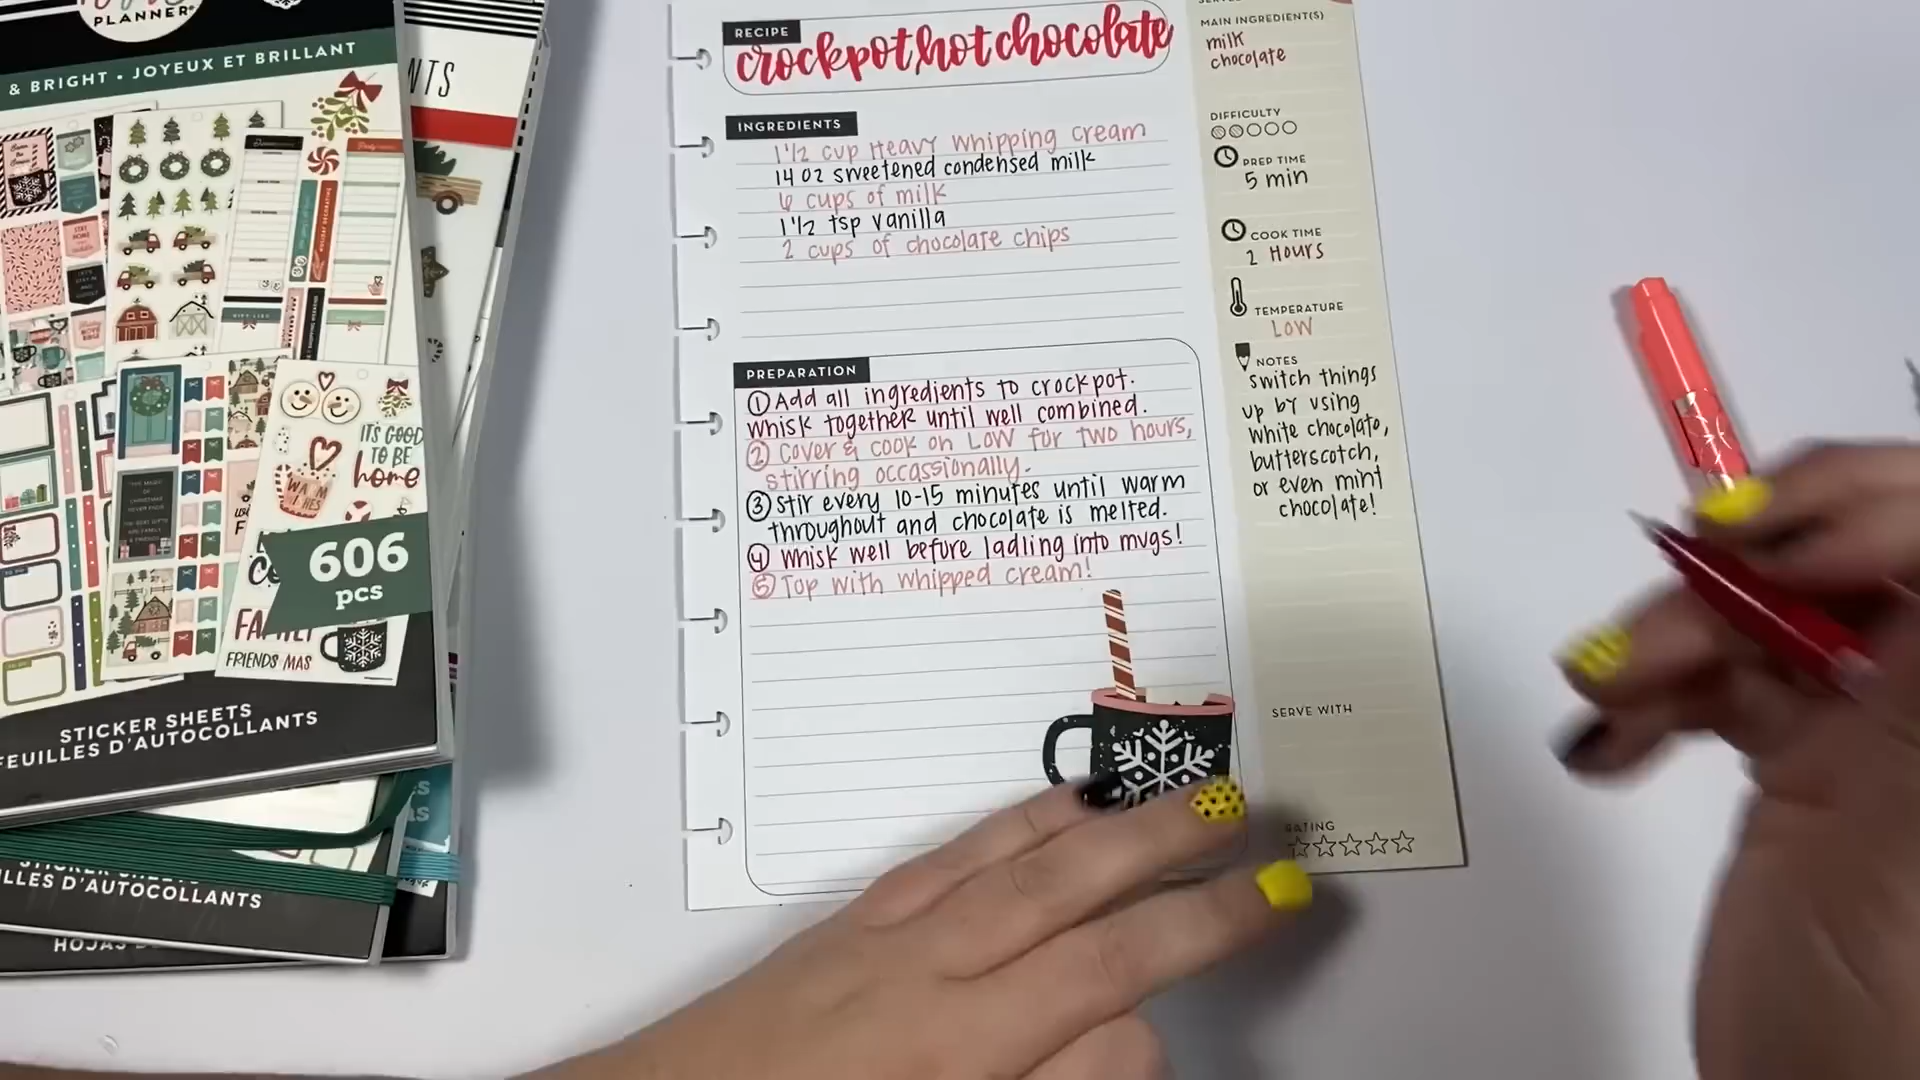 PLANNER
& BRIGHT • JOYEUX ET BRILLANT
NTS
IT'S GOOD
TO BE
home
606
pcs
FAMILY
FRIENDS MAS
STICKER SHEETS
FEUILLES D'AUTOCOLLANTS
LLES D'AUTOCOLLANTS
HOJAS D
RECIPE
crockpot hot chocolate
INGREDIENTS
1 1/2 cup Heavy whipping cream
14 oz sweetened condensed milk
6 cups of milk
1 1/2 tsp vanilla
2 cups of chocolate chips
PREPARATION
① Add all ingredients to crockpot.
whisk together until well combined.
② Cover & cook on Low for two hours,
stirring occassionally.
③ stir every 10-15 minutes until warm
throughout and chocolate is melted.
④ whisk well before ladling into mugs!
⑤ Top with whipped cream!
MAIN INGREDIENT(S)
milk
chocolate
DIFFICULTY
PREP TIME
5 min
COOK TIME
2 Hours
TEMPERATURE
LOW
NOTES
switch things
up by using
white chocolate,
butterscotch,
or even mint
chocolate!
SERVE WITH
RATING